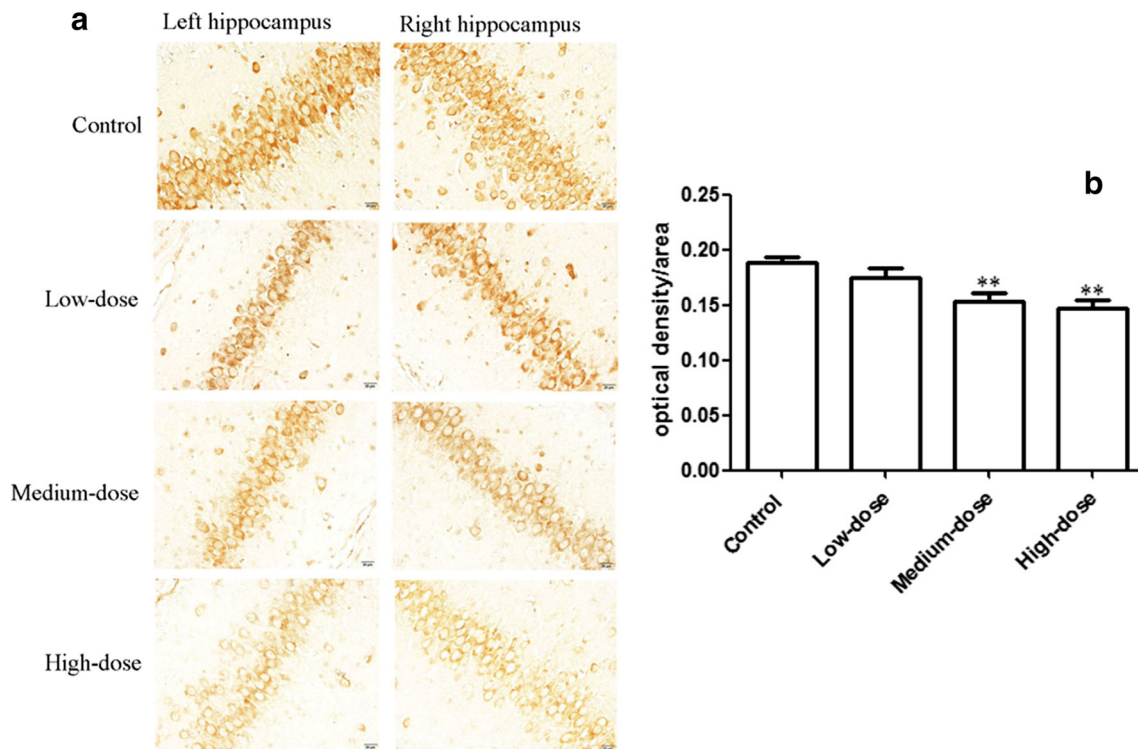 a
Left hippocampus
Right hippocampus
Control
Low-dose
Medium-dose
High-dose
b
optical density/area
0.25
0.20
0.15
0.10
0.05
0.00
**
**
Control
Low-dose
Medium-dose
High-dose